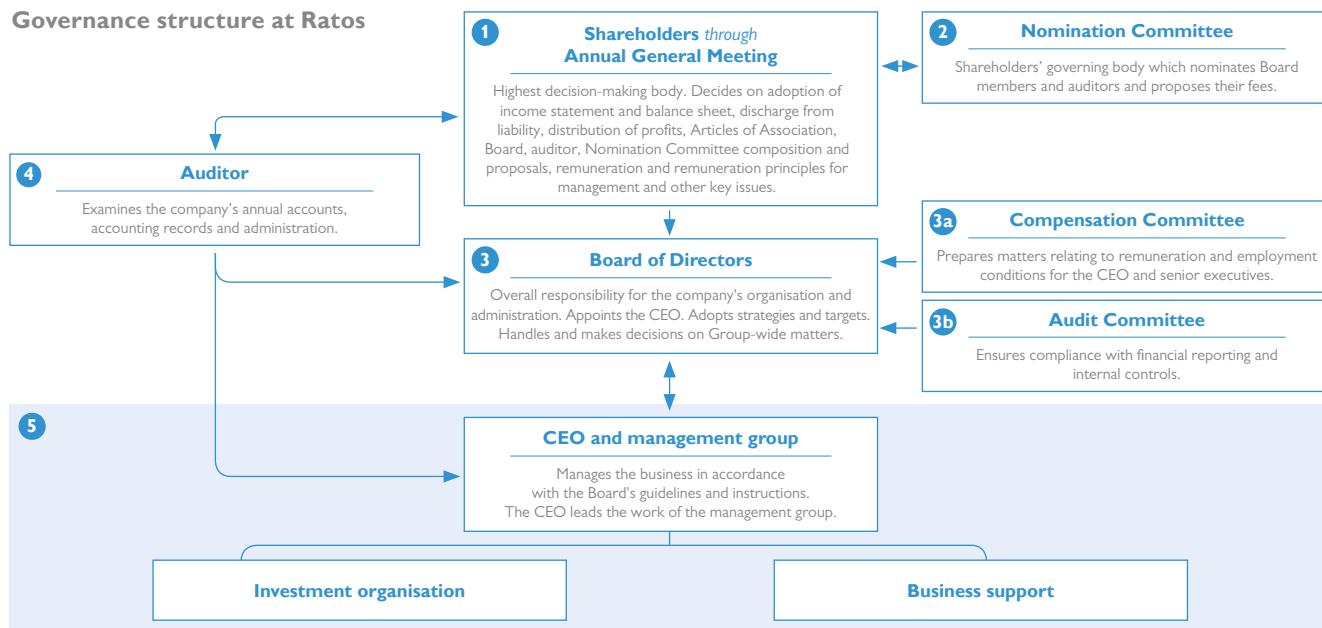 Governance structure at Ratos
1
Shareholders through
Annual General Meeting
Highest decision-making body. Decides on adoption of
income statement and balance sheet, discharge from
liability, distribution of profits, Articles of Association,
Board, auditor, Nomination Committee composition and
proposals, remuneration and remuneration principles for
management and other key issues.
2
Nomination Committee
Shareholders' governing body which nominates Board
members and auditors and proposes their fees.
4
Auditor
Examines the company's annual accounts,
accounting records and administration.
3
Board of Directors
Overall responsibility for the company's organisation and
administration. Appoints the CEO. Adopts strategies and targets.
Handles and makes decisions on Group-wide matters.
3a
Compensation Committee
Prepares matters relating to remuneration and employment
conditions for the CEO and senior executives.
3b
Audit Committee
Ensures compliance with financial reporting and
internal controls.
5
CEO and management group
Manages the business in accordance
with the Board's guidelines and instructions.
The CEO leads the work of the management group.
Investment organisation
Business support